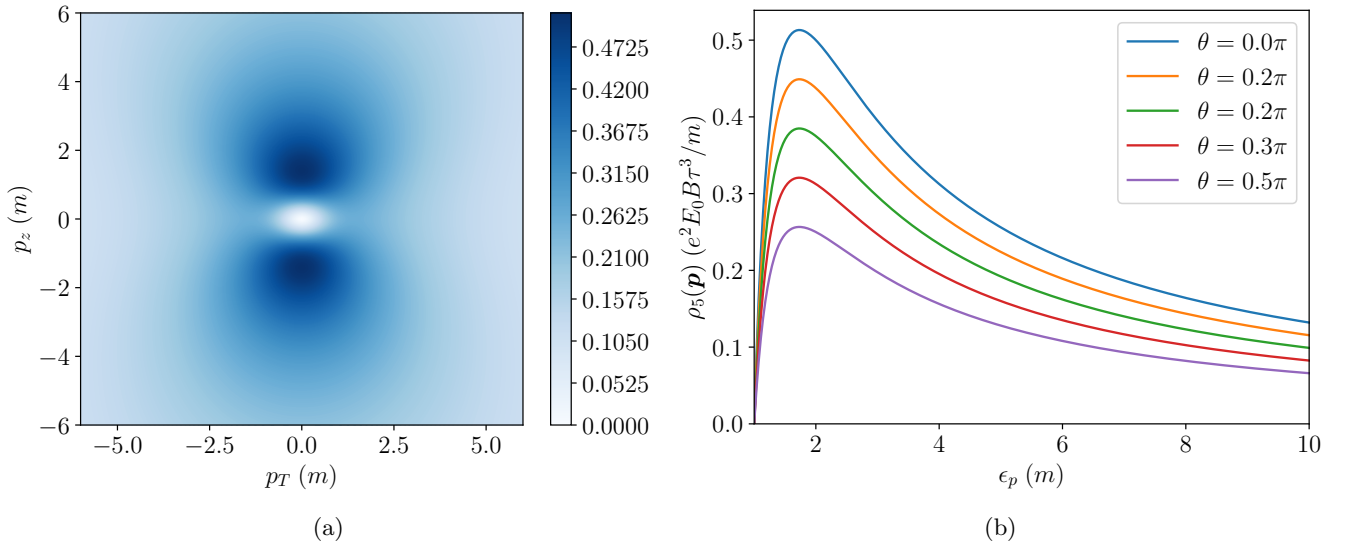 6
4
2
0
−2
−4
−6
p_z (m)
−5.0 −2.5 0.0 2.5 5.0
p_T (m)
0.4725
0.4200
0.3675
0.3150
0.2625
0.2100
0.1575
0.1050
0.0525
0.0000
(a)
0.5
0.4
0.3
0.2
0.1
0.0
ρ₅(𝒑) (e²E₀Bτ³/m)
θ = 0.0π
θ = 0.2π
θ = 0.2π
θ = 0.3π
θ = 0.5π
2 4 6 8 10
ϵ_p (m)
(b)